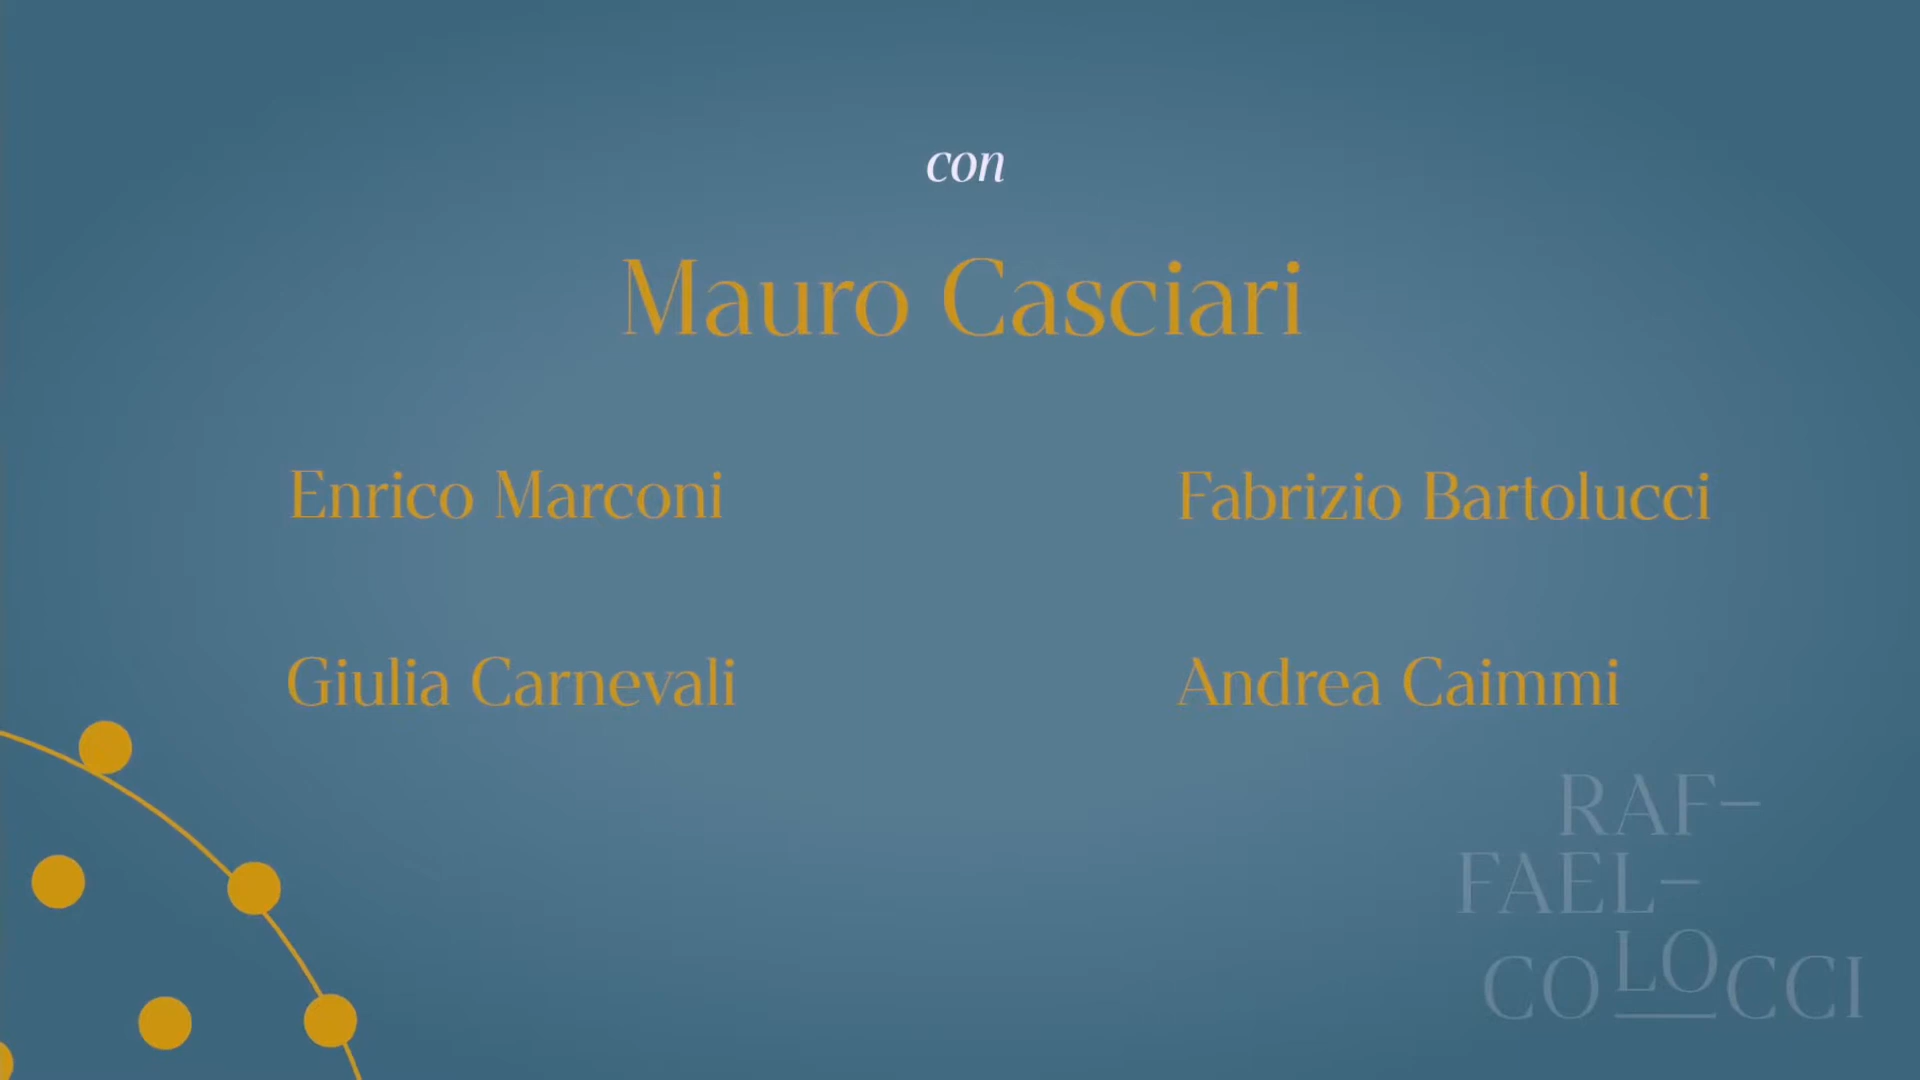 con
Mauro Casciari
Enrico Marconi
Fabrizio Bartolucci
Giulia Carnevali
Andrea Caimmi
RAF–
FAEL–
COLOCCI